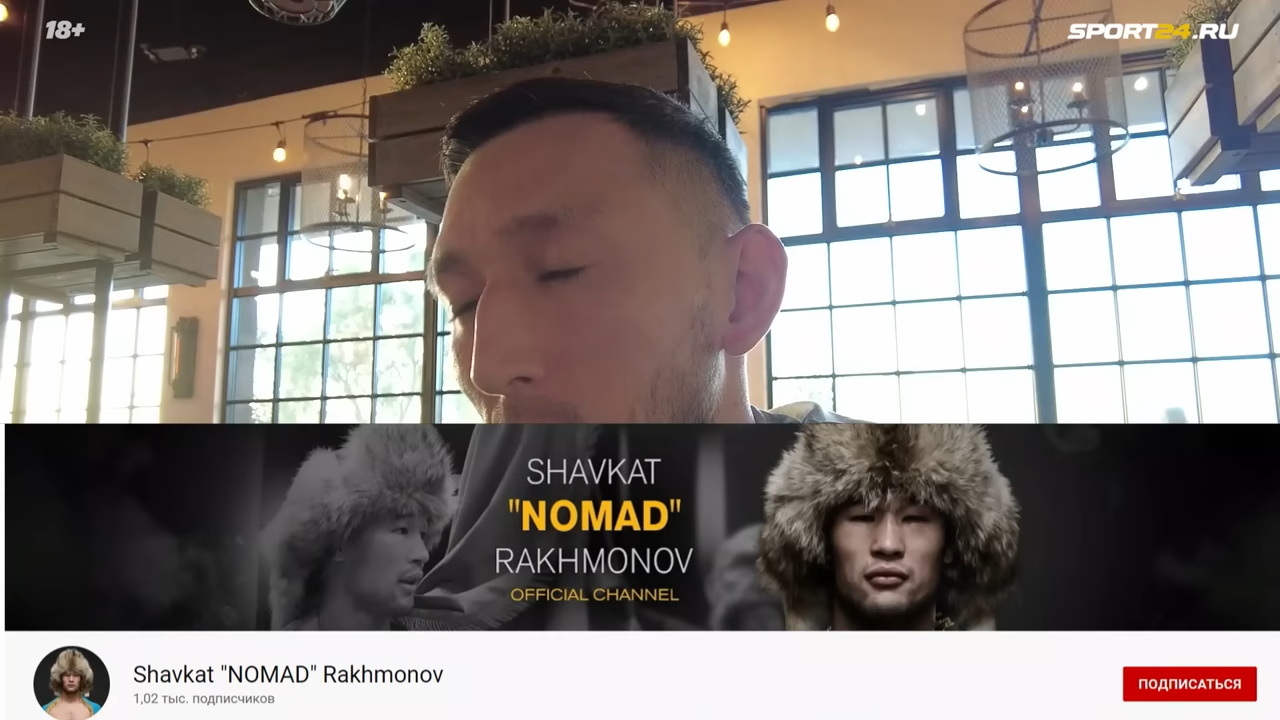 18+
SPORT24.RU
SHAVKAT
"NOMAD"
RAKHMONOV
OFFICIAL CHANNEL
Shavkat "NOMAD" Rakhmonov
1,02 тыс. подписчиков
ПОДПИСАТЬСЯ